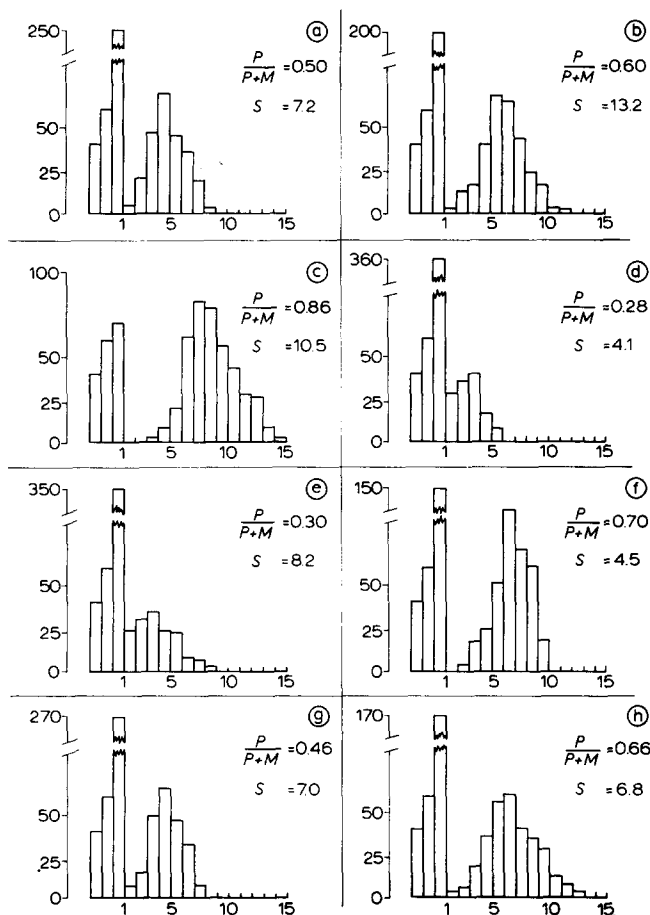 250
50
25
0
1 5 10 15
ⓐ
P/P+M =0.50
S =7.2
200
50
25
0
1 5 10 15
ⓑ
P/P+M =0.60
S =13.2
100
75
50
25
0
1 5 10 15
ⓒ
P/P+M =0.86
S =10.5
360
50
25
0
1 5 10 15
ⓓ
P/P+M =0.28
S =4.1
350
50
25
0
1 5 10 15
ⓔ
P/P+M =0.30
S =8.2
150
50
25
0
1 5 10 15
ⓕ
P/P+M =0.70
S =4.5
270
50
25
0
1 5 10 15
ⓖ
P/P+M =0.46
S =7.0
170
50
25
0
1 5 10 15
ⓗ
P/P+M =0.66
S =6.8